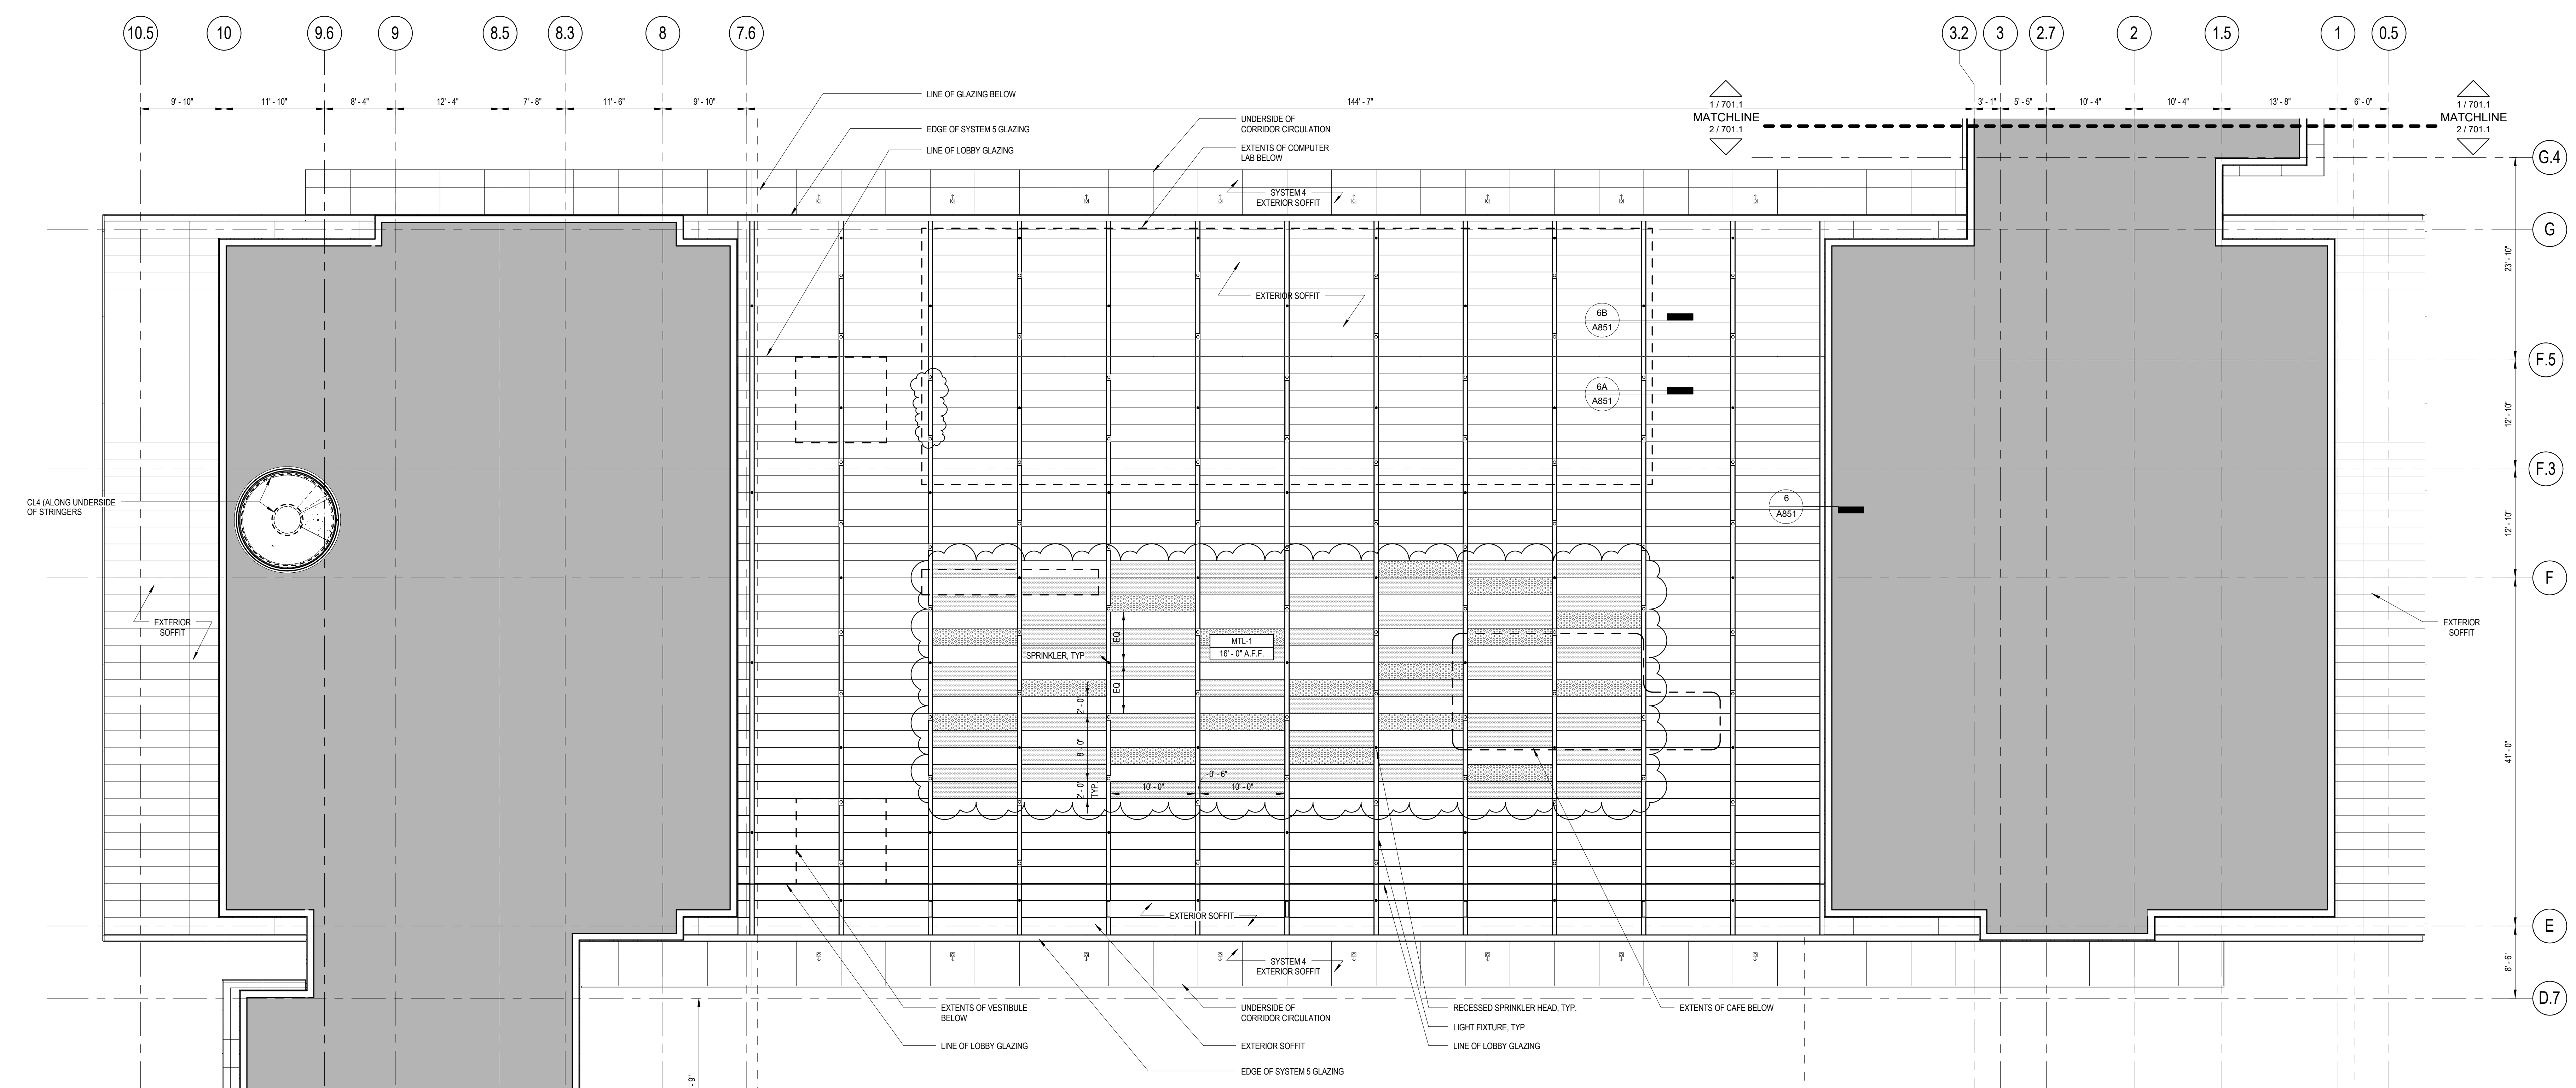 10.5 10 9.6 9 8.5 8.3 8 7.6 3.2 3 2.7 2 1.5 1 0.5
9' - 10" 11' - 10" 8' - 4" 12' - 4" 7' - 8" 11' - 6" 9' - 10" 144' - 7" 3' - 1" 5' - 5" 10' - 4" 10' - 4" 13' - 8" 6' - 0"
LINE OF GLAZING BELOW
EDGE OF SYSTEM 5 GLAZING
LINE OF LOBBY GLAZING
UNDERSIDE OF
CORRIDOR CIRCULATION
EXTENTS OF COMPUTER
LAB BELOW
1 / 701.1
MATCHLINE
2 / 701.1
1 / 701.1
MATCHLINE
2 / 701.1
G.4
SYSTEM 4
EXTERIOR SOFFIT
G
23' - 10"
EXTERIOR SOFFIT
6B
A851
F.5
6A
A851
12' - 10"
F.3
CL4 (ALONG UNDERSIDE
OF STRINGERS
6
A851
12' - 10"
F
EXTERIOR
SOFFIT
EQ
MTL-1
16' - 0" A.F.F.
SPRINKLER, TYP
EQ
EXTERIOR
SOFFIT
2' - 0"
8' - 0"
2' - 0"
TYP.
0' - 6"
10' - 0" 10' - 0"
41' - 0"
EXTERIOR SOFFIT
E
8' - 6"
SYSTEM 4
EXTERIOR SOFFIT
D.7
EXTENTS OF VESTIBULE
BELOW
LINE OF LOBBY GLAZING
UNDERSIDE OF
CORRIDOR CIRCULATION
EXTERIOR SOFFIT
EDGE OF SYSTEM 5 GLAZING
RECESSED SPRINKLER HEAD, TYP.
LIGHT FIXTURE, TYP
LINE OF LOBBY GLAZING
EXTENTS OF CAFE BELOW
- 9"